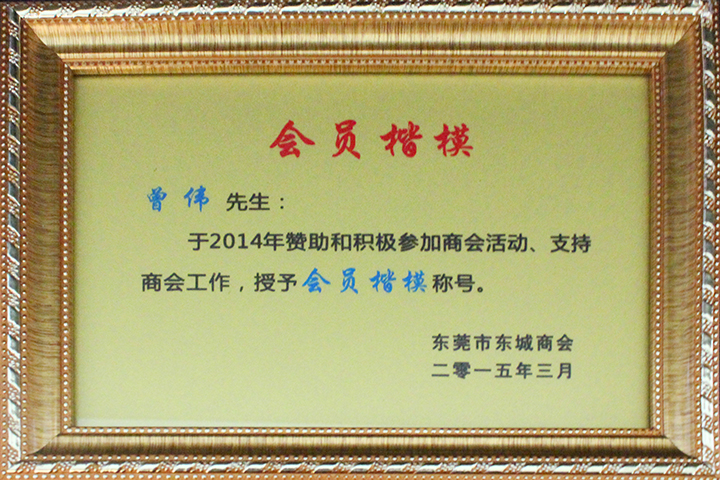 会员楷模
曾伟 先生：
于2014年赞助和积极参加商会活动、支持
商会工作，授予会员楷模称号。
东莞市东城商会
二零一五年三月